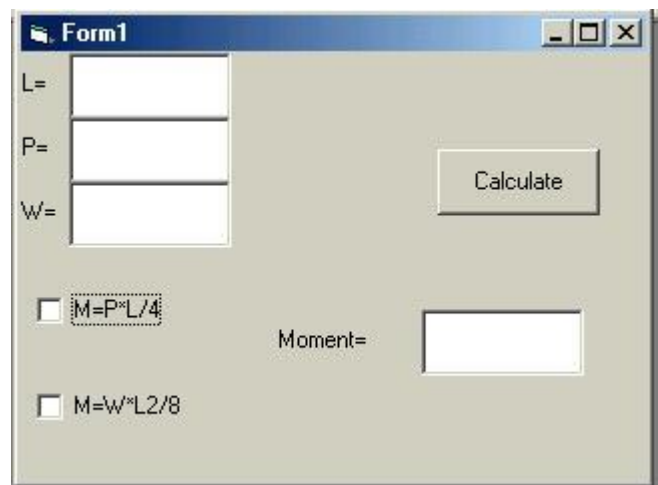 Form1
L=
P=
Calculate
W=
M=P*L/4
Moment=
M=W*L2/8